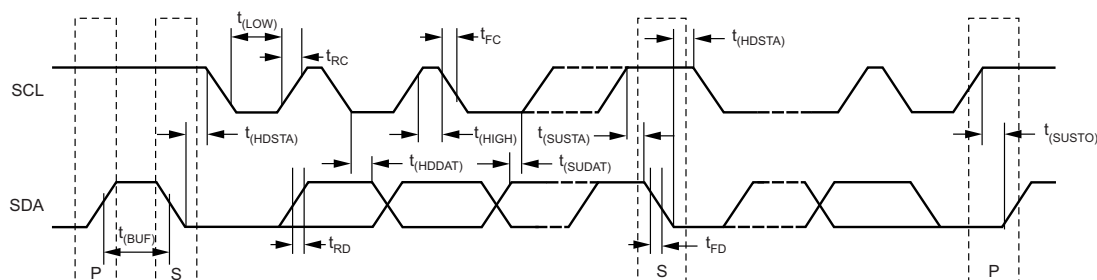 t(LOW)
tRC
tFC
t(HDSTA)
SCL
t(HDSTA)
t(HIGH)
t(SUSTA)
t(SUSTO)
t(HDDAT)
t(SUDAT)
SDA
t(BUF)
tRD
tFD
P
S
S
P